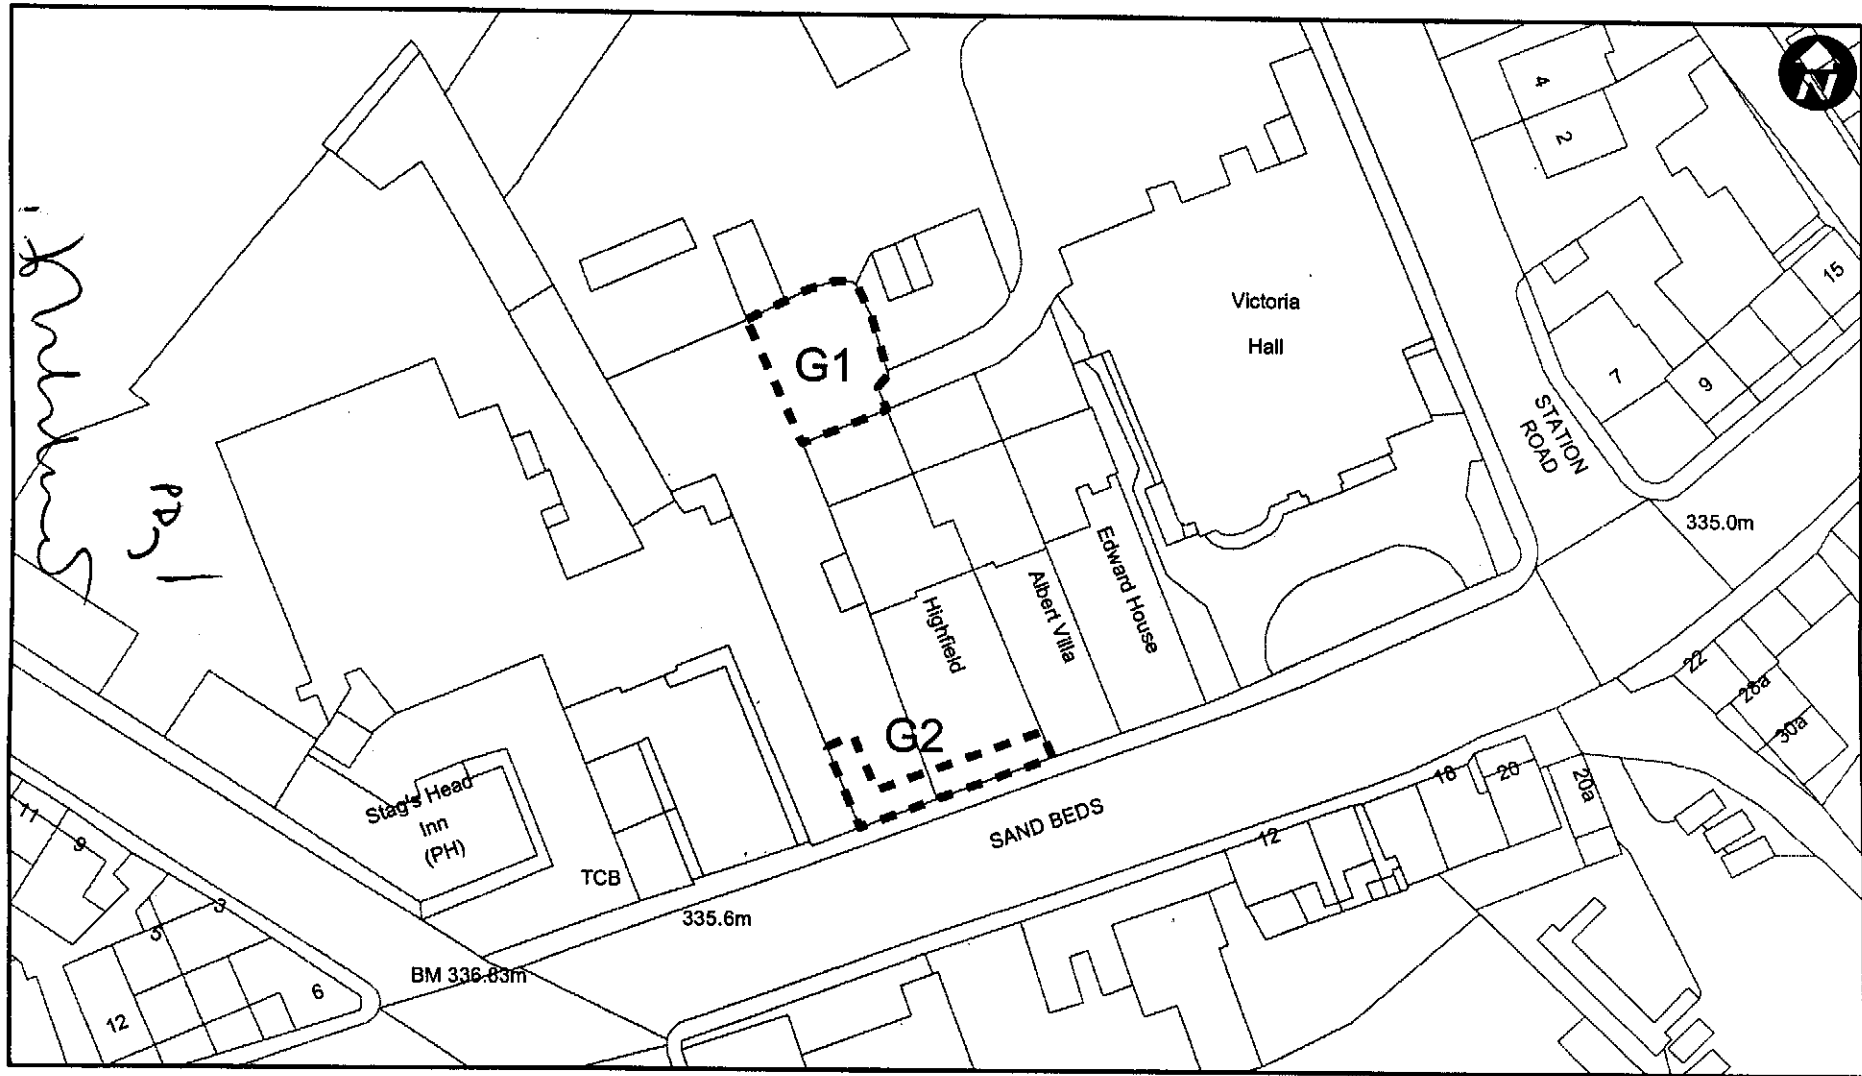 N
4
2
15
Victoria
Hall
G1
7
9
STATION
ROAD
335.0m
Edward House
Albert Villa
Highfield
22
28a
30a
G2
18
20
20a
SAND BEDS
12
Stag's Head
Inn
(PH)
TCB
11
9
3
5
335.6m
BM 336.83m
6
12